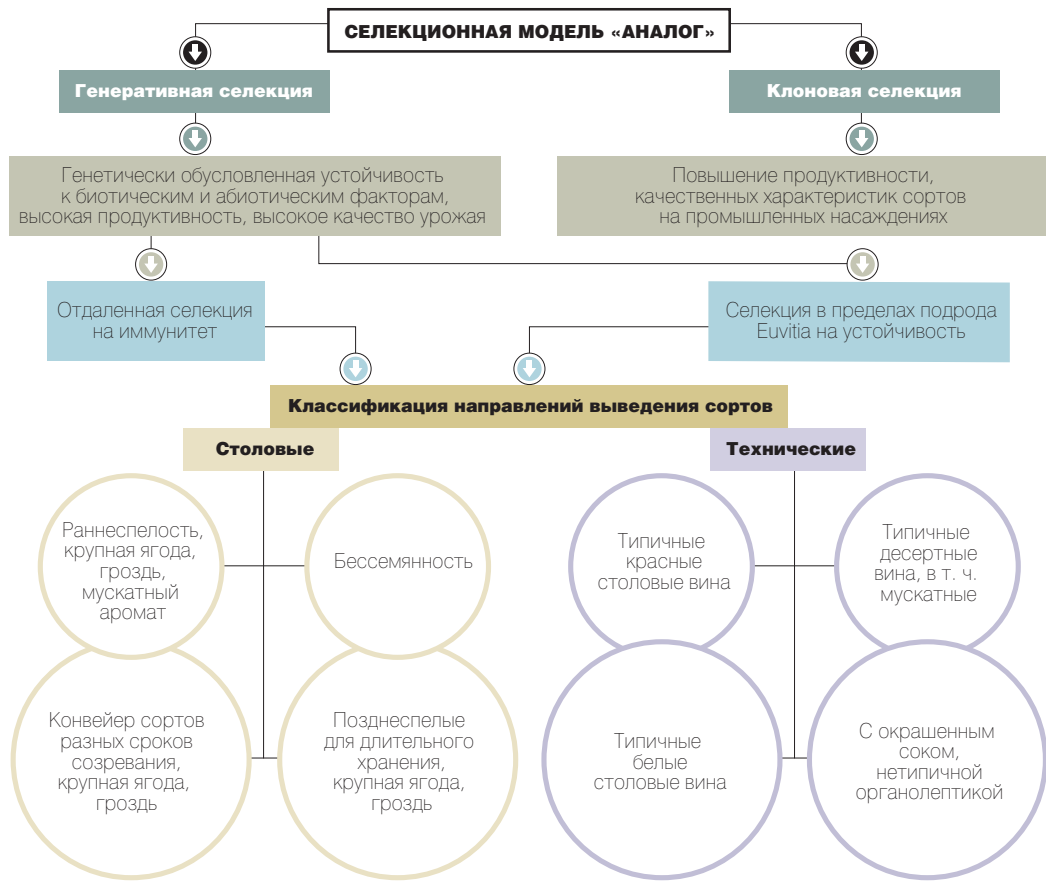 СЕЛЕКЦИОННАЯ МОДЕЛЬ «АНАЛОГ»
Генеративная селекция
Клоновая селекция
Генетически обусловленная устойчивость
к биотическим и абиотическим факторам,
высокая продуктивность, высокое качество урожая
Повышение продуктивности,
качественных характеристик сортов
на промышленных насаждениях
Отдаленная селекция
на иммунитет
Селекция в пределах подрода
Euvitia на устойчивость
Классификация направлений выведения сортов
Столовые
Технические
Раннеспелость,
крупная ягода,
гроздь,
мускатный
аромат
Бессемянность
Типичные
красные
столовые вина
Типичные
десертные
вина, в т. ч.
мускатные
Конвейер сортов
разных сроков
созревания,
крупная ягода,
гроздь
Позднеспелые
для длительного
хранения,
крупная ягода,
гроздь
Типичные
белые
столовые вина
С окрашенным
соком,
нетипичной
органолептикой